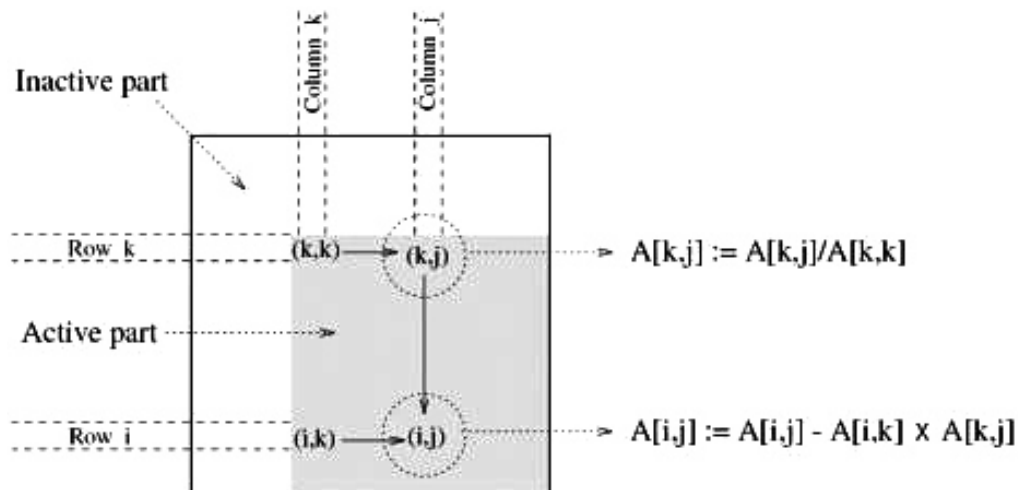 Column k
Column j
Inactive part
Row k
(k,k)
(k,j)
A[k,j] := A[k,j]/A[k,k]
Active part
Row i
(i,k)
(i,j)
A[i,j] := A[i,j] - A[i,k] x A[k,j]